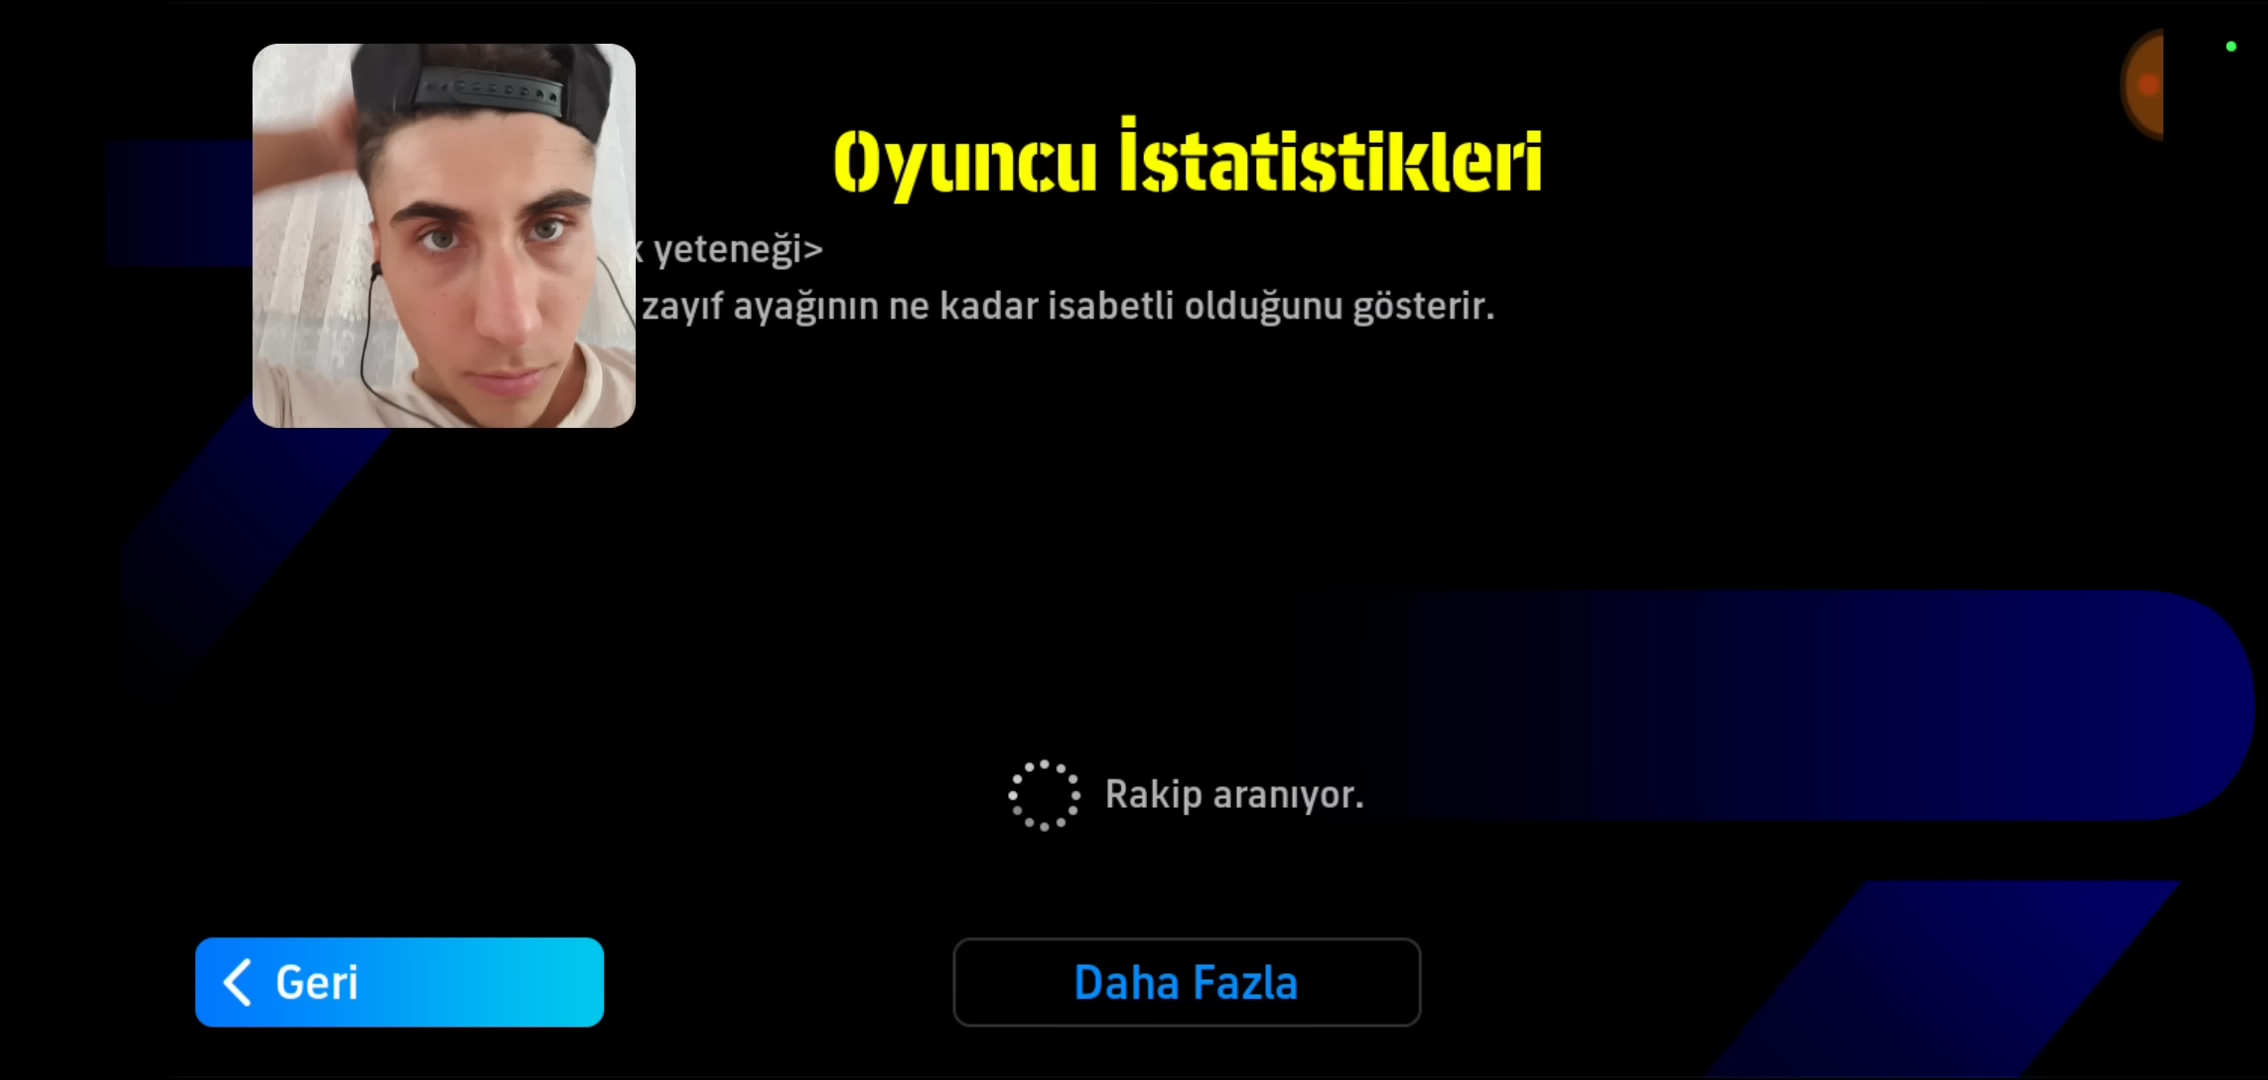 Oyuncu İstatistikleri
yeteneği>
zayıf ayağının ne kadar isabetli olduğunu gösterir.
Rakip aranıyor.
Geri
Daha Fazla